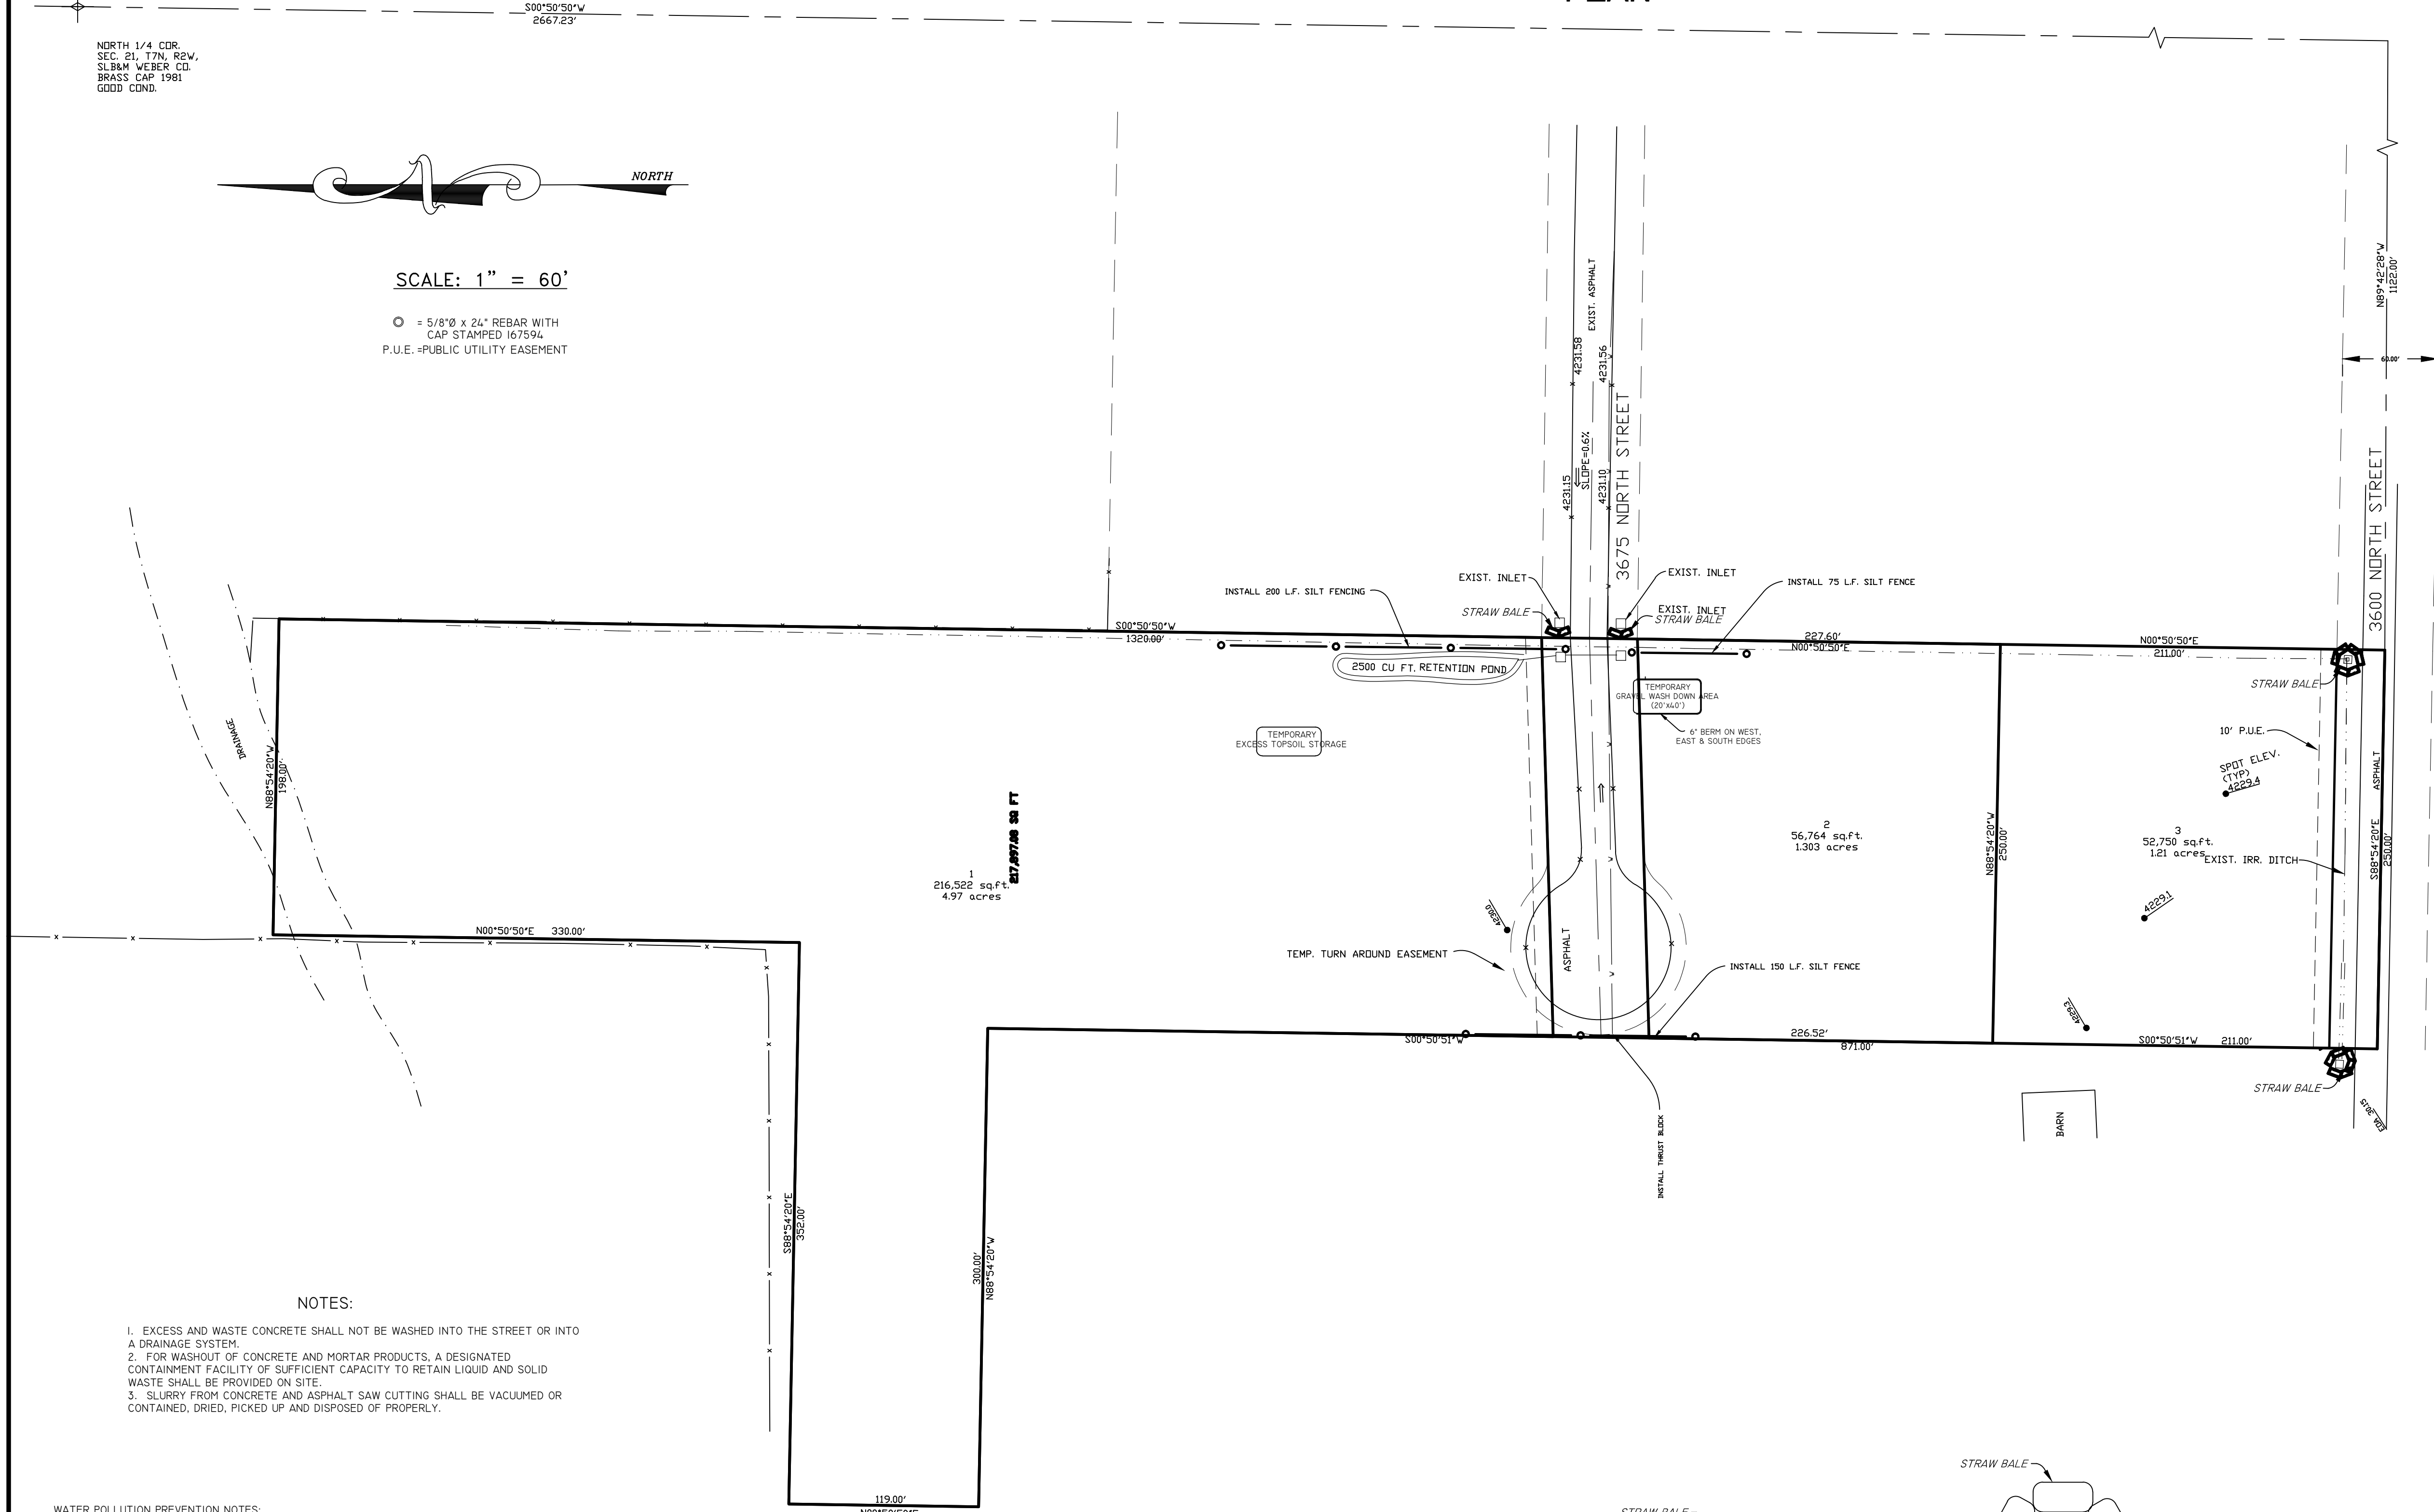 S00°50'50"W
2667.23'
NORTH 1/4 COR.
SEC. 21, T7N, R2W,
SLB&M WEBER CO.
BRASS CAP 1981
GOOD COND.
NORTH
SCALE: 1" = 60'
= 5/8"Ø x 24" REBAR WITH
CAP STAMPED 167594
P.U.E. =PUBLIC UTILITY EASEMENT
N89°42'28"W
1122.00'
60.00'
EXIST. ASPHALT
4231.58
4231.56
SLOPE=0.6%
4231.15
4231.10
3675 NORTH STREET
3600 NORTH STREET
EXIST. INLET
EXIST. INLET
INSTALL 200 L.F. SILT FENCING
INSTALL 75 L.F. SILT FENCE
STRAW BALE
EXIST. INLET
STRAW BALE
S00°50'50"W
1320.00'
227.60'
N00°50'50"E
N00°50'50"E
211.00'
2500 CU FT. RETENTION POND
STRAW BALE
TEMPORARY
GRAVEL WASH DOWN AREA
(20'x40')
6" BERM ON WEST,
EAST & SOUTH EDGES
TEMPORARY
EXCESS TOPSOIL STORAGE
DRAINAGE
N88°54'20"W
198.00'
10' P.U.E.
SPOT ELEV.
(TYP)
4229.4
ASPHALT
217,897.08 SQ FT
1
216,522 sq.ft.
4.97 acres
2
56,764 sq.ft.
1.303 acres
N88°54'20"W
250.00'
3
52,750 sq.ft.
1.21 acres
EXIST. IRR. DITCH
S88°54'20"E
250.00'
4229.1
4230.0
N00°50'50"E 330.00'
TEMP. TURN AROUND EASEMENT
ASPHALT
INSTALL 150 L.F. SILT FENCE
4229.3
S00°50'51"W
226.52'
871.00'
S00°50'51"W 211.00'
STRAW BALE
BARN
INSTALL THRUST BLOCK
S88°54'20"E
352.00'
300.00'
N88°54'20"W
NOTES:
1. EXCESS AND WASTE CONCRETE SHALL NOT BE WASHED INTO THE STREET OR INTO
A DRAINAGE SYSTEM.
2. FOR WASHOUT OF CONCRETE AND MORTAR PRODUCTS, A DESIGNATED
CONTAINMENT FACILITY OF SUFFICIENT CAPACITY TO RETAIN LIQUID AND SOLID
WASTE SHALL BE PROVIDED ON SITE.
3. SLURRY FROM CONCRETE AND ASPHALT SAW CUTTING SHALL BE VACUUMED OR
CONTAINED, DRIED, PICKED UP AND DISPOSED OF PROPERLY.
119.00'
STRAW BALE
STRAW BALE
WATER POLLUTION PREVENTION NOTES: